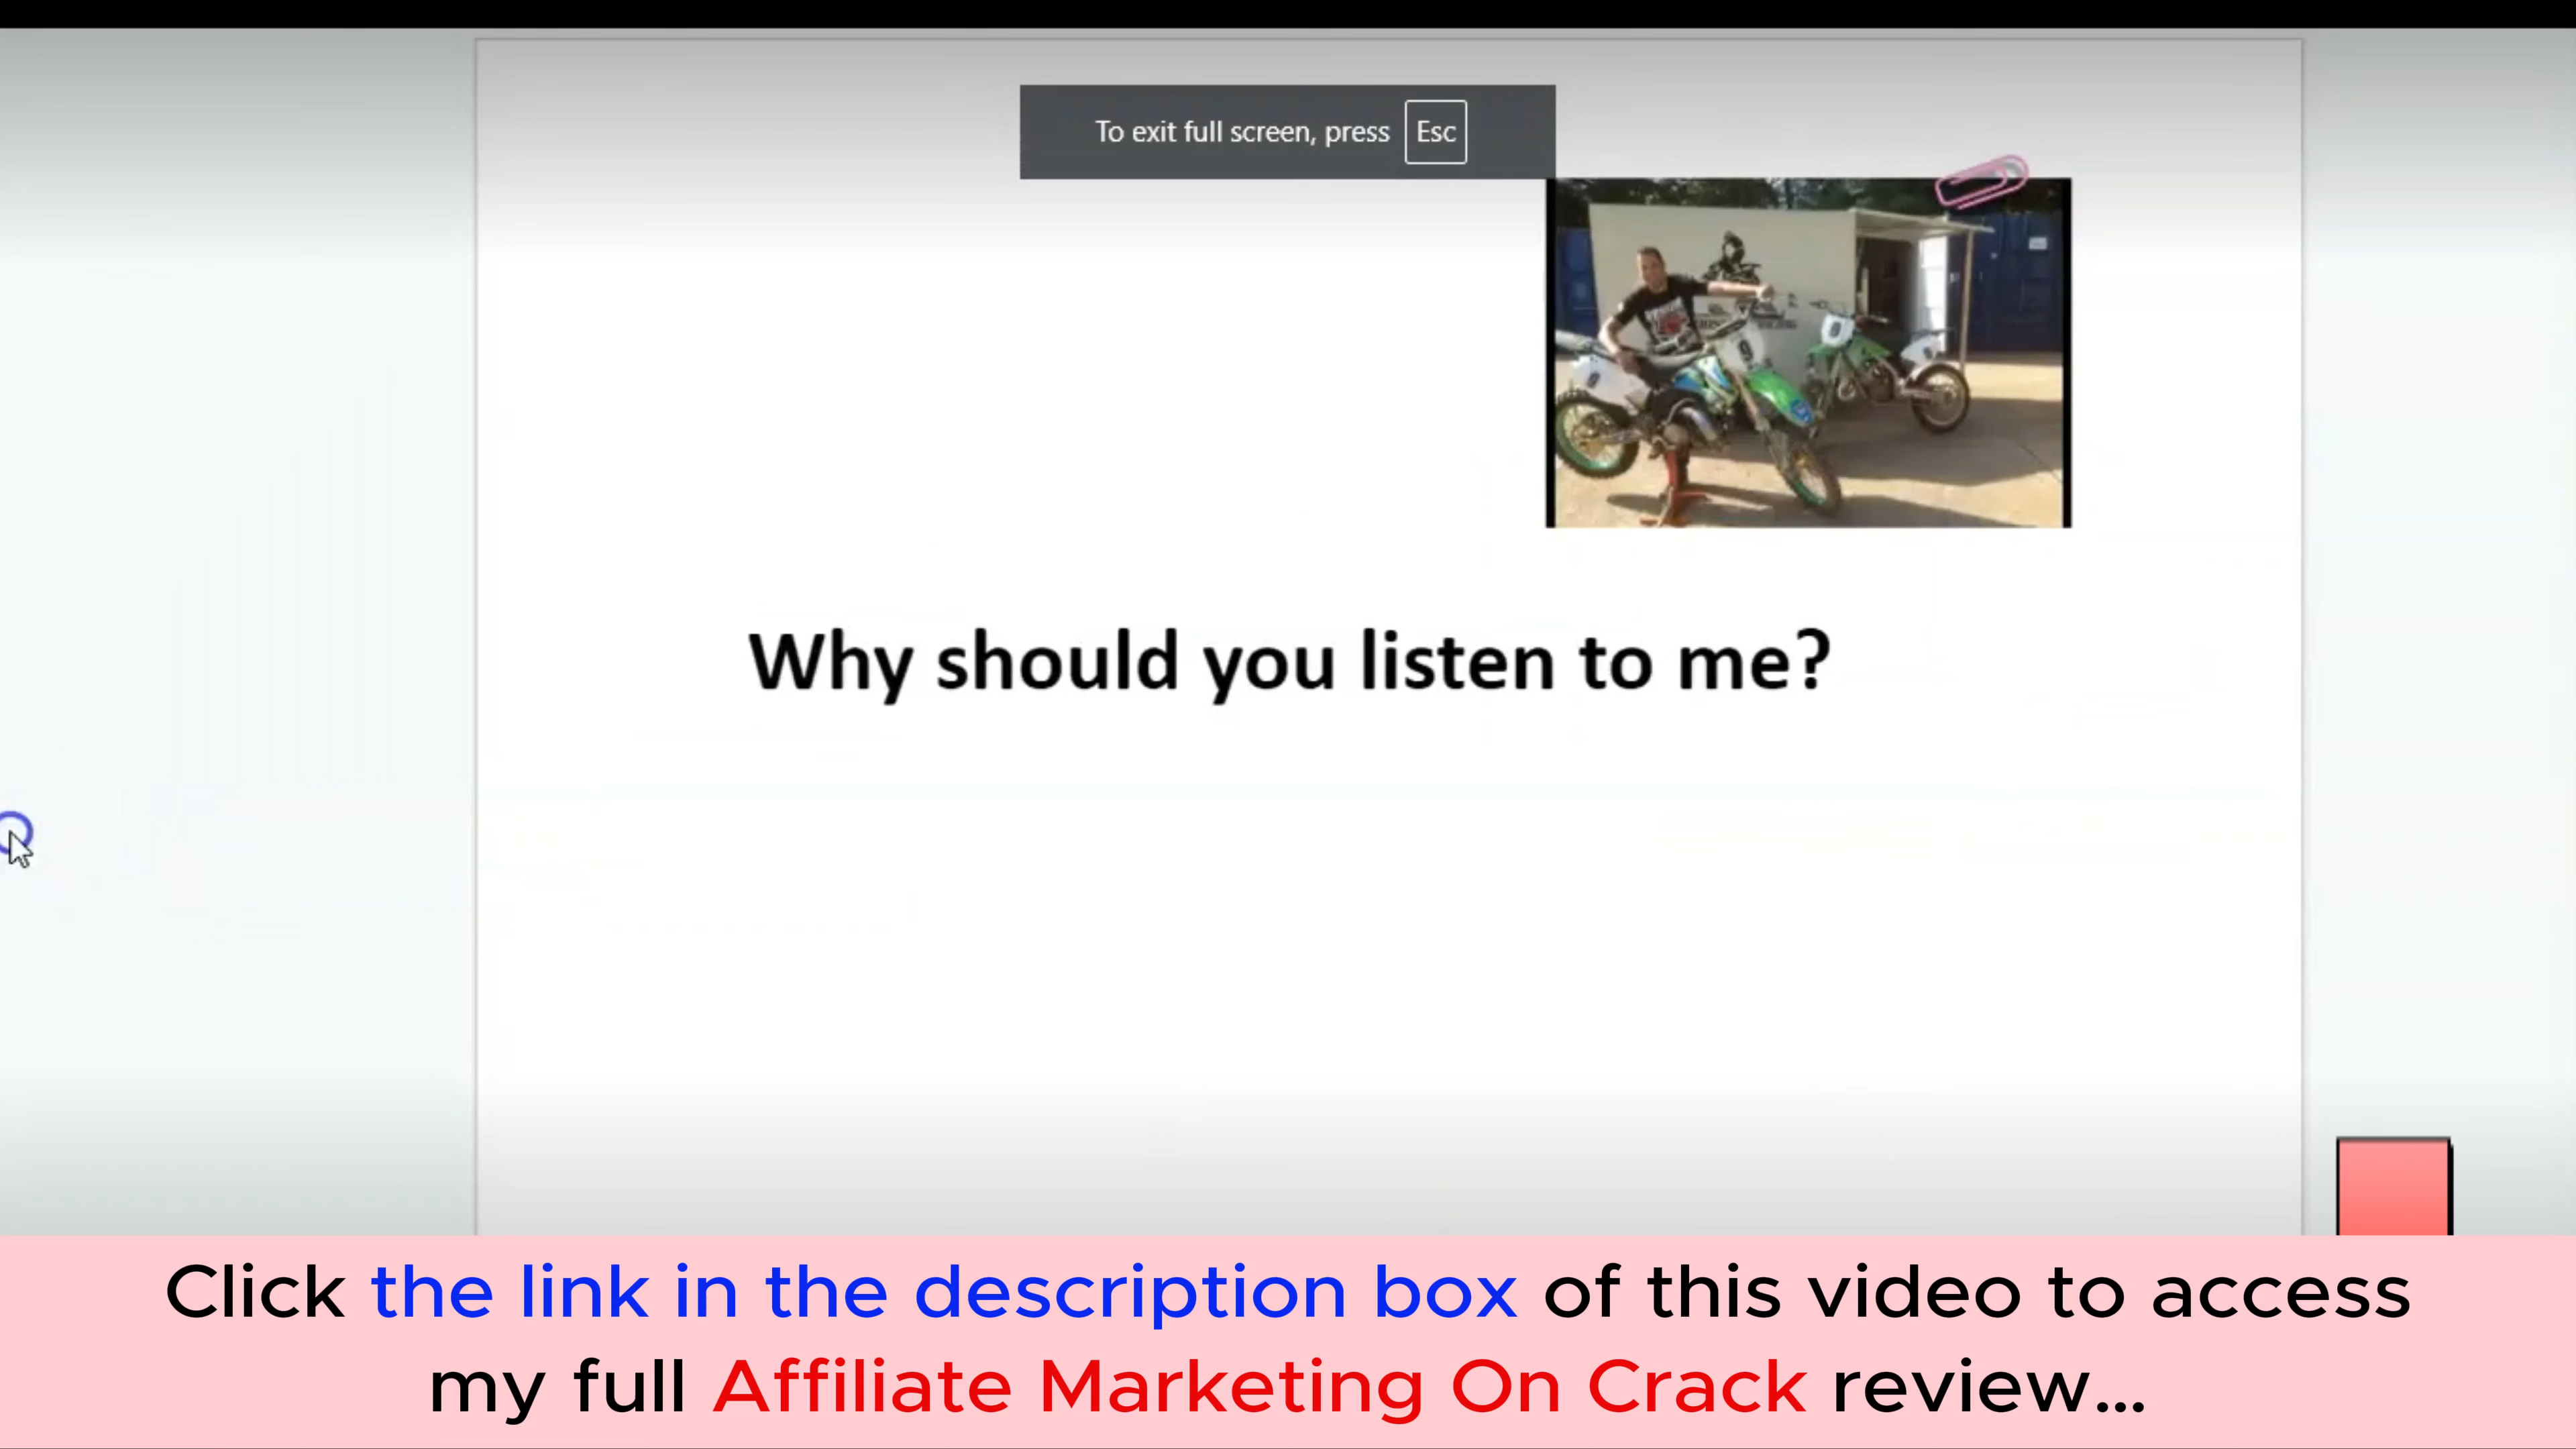 To exit full screen, press Esc
9
Why should you listen to me?
Click the link in the description box of this video to access
my full Affiliate Marketing On Crack review...